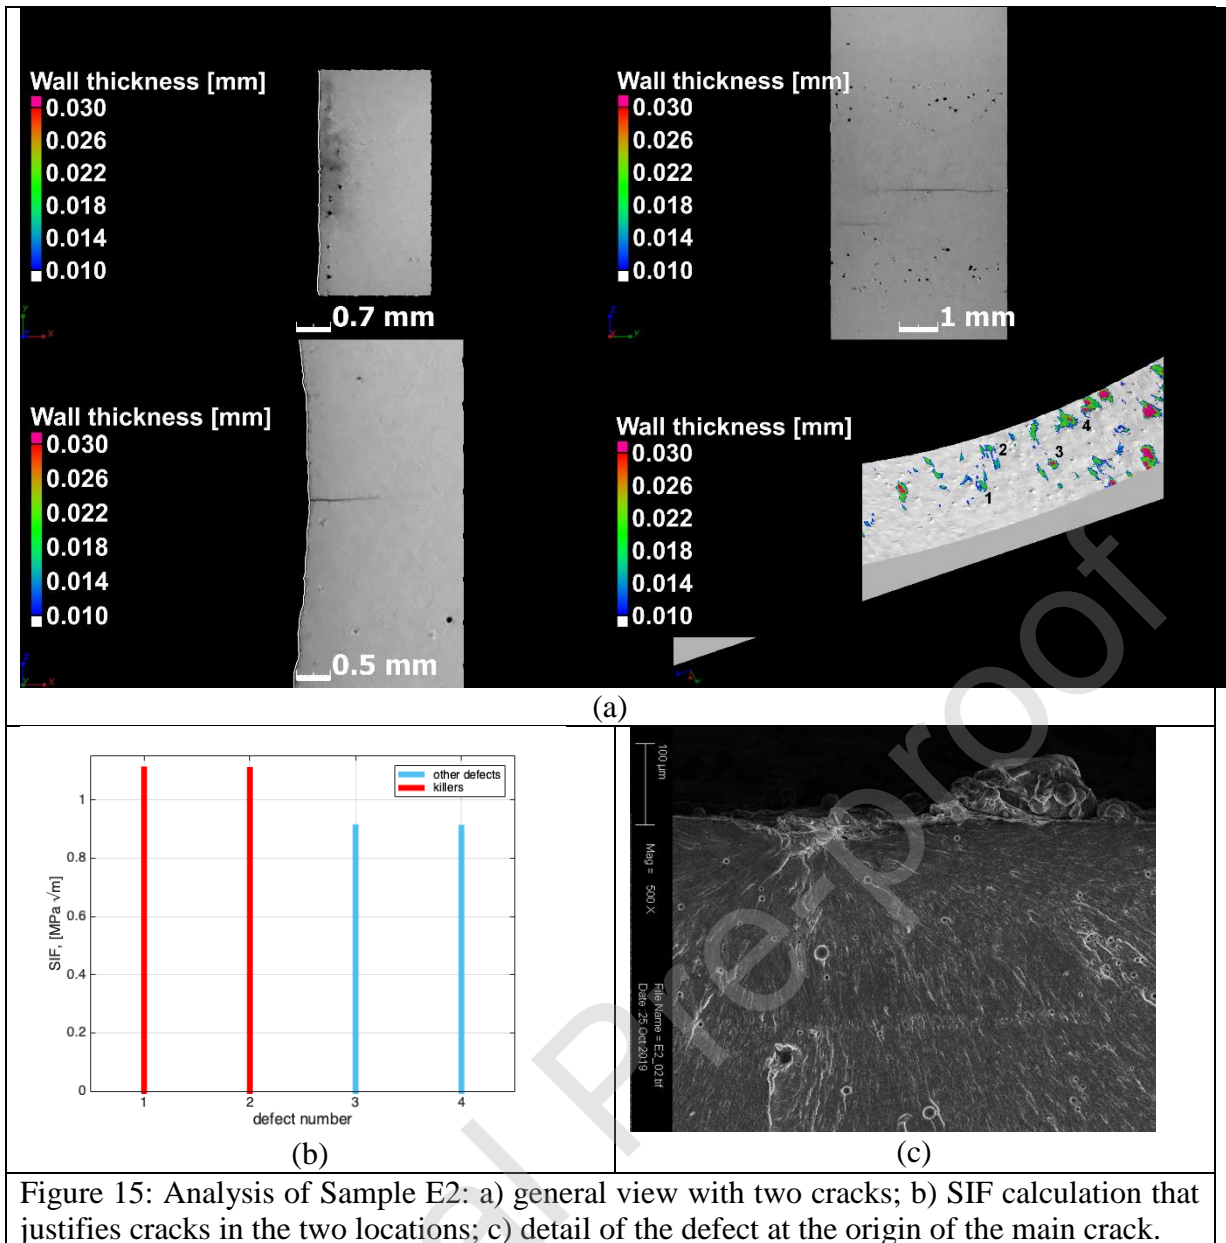 Wall thickness [mm]
0.030
0.026
0.022
0.018
0.014
0.010
0.7 mm
Wall thickness [mm]
0.030
0.026
0.022
0.018
0.014
0.010
1 mm
Wall thickness [mm]
0.030
0.026
0.022
0.018
0.014
0.010
0.5 mm
Wall thickness [mm]
0.030
0.026
0.022
0.018
0.014
0.010
4
2
3
1
(a)
SIF, [MPa √m]
1
0.8
0.6
0.4
0.2
0
other defects
killers
1 2 3 4
defect number
(b)
100 µm
Mag = 500 X
File Name = E2_02.tif
Date: 25 Oct 2019
(c)
Figure 15: Analysis of Sample E2: a) general view with two cracks; b) SIF calculation that
justifies cracks in the two locations; c) detail of the defect at the origin of the main crack.
al Pre-proof